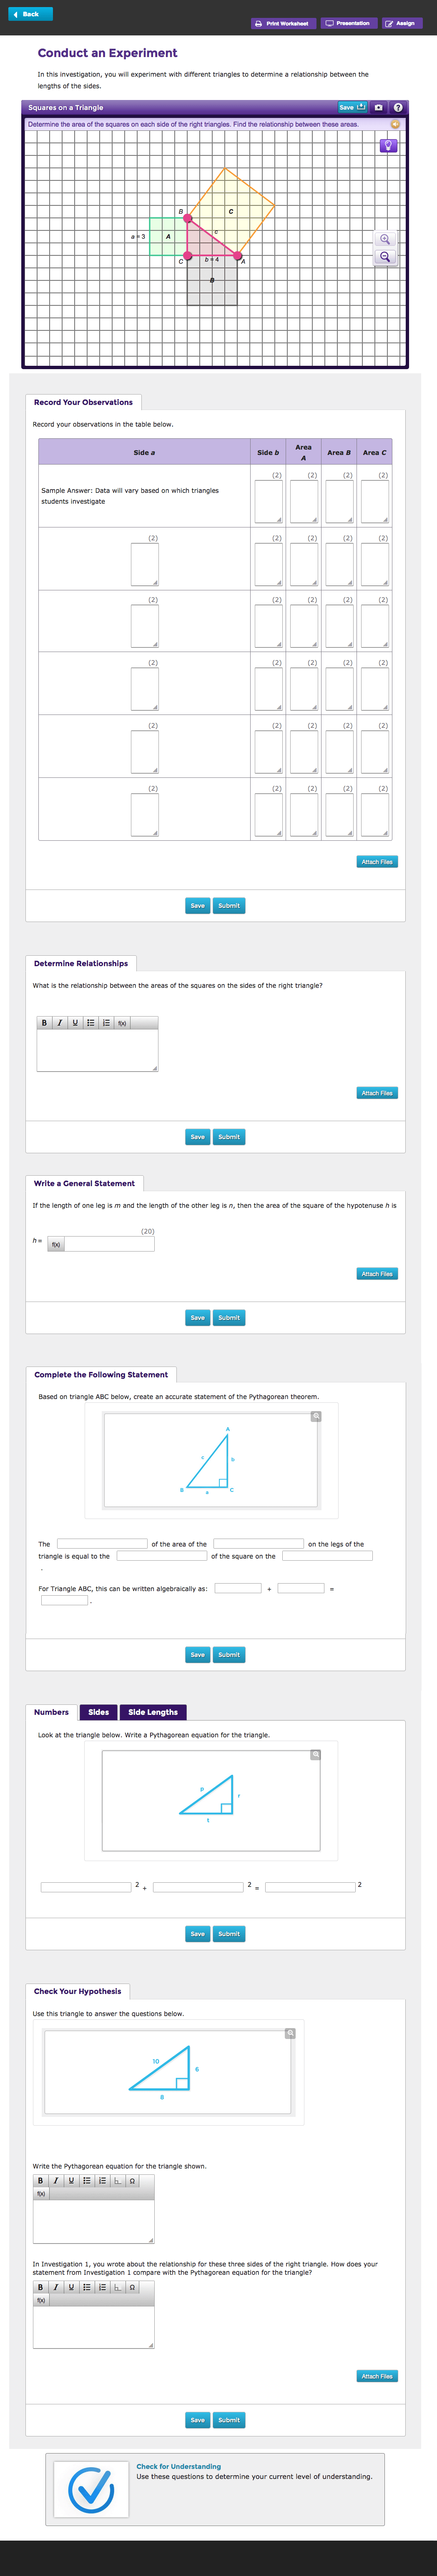 Back
Print Worksheet
Presentation
Assign
Conduct an Experiment
In this investigation, you will experiment with different triangles to determine a relationship between the
lengths of the sides.
Squares on a Triangle
Save
?
Determine the area of the squares on each side of the right triangles. Find the relationship between these areas.
B
C
a = 3
A
c
C
b = 4
A
B
Record Your Observations
Record your observations in the table below.
Side a
Side b
Area
A
Area B
Area C
(2) (2) (2) (2)
Sample Answer: Data will vary based on which triangles
students investigate
(2) (2) (2) (2) (2)
(2) (2) (2) (2) (2)
(2) (2) (2) (2) (2)
(2) (2) (2) (2) (2)
(2) (2) (2) (2) (2)
Attach Files
Save
Submit
Determine Relationships
What is the relationship between the areas of the squares on the sides of the right triangle?
B I U f(x)
Attach Files
Save
Submit
Write a General Statement
If the length of one leg is m and the length of the other leg is n, then the area of the square of the hypotenuse h is
(20)
h =
f(x)
Attach Files
Save
Submit
Complete the Following Statement
Based on triangle ABC below, create an accurate statement of the Pythagorean theorem.
A
c
b
B
a
C
The of the area of the on the legs of the
triangle is equal to the of the square on the
.
For Triangle ABC, this can be written algebraically as: + =
.
Save
Submit
Numbers
Sides
Side Lengths
Look at the triangle below. Write a Pythagorean equation for the triangle.
p
r
t
2 + 2 = 2
Save
Submit
Check Your Hypothesis
Use this triangle to answer the questions below.
10
6
8
Write the Pythagorean equation for the triangle shown.
B I U Ω
f(x)
In Investigation 1, you wrote about the relationship for these three sides of the right triangle. How does your
statement from Investigation 1 compare with the Pythagorean equation for the triangle?
B I U Ω
f(x)
Attach Files
Save
Submit
Check for Understanding
Use these questions to determine your current level of understanding.